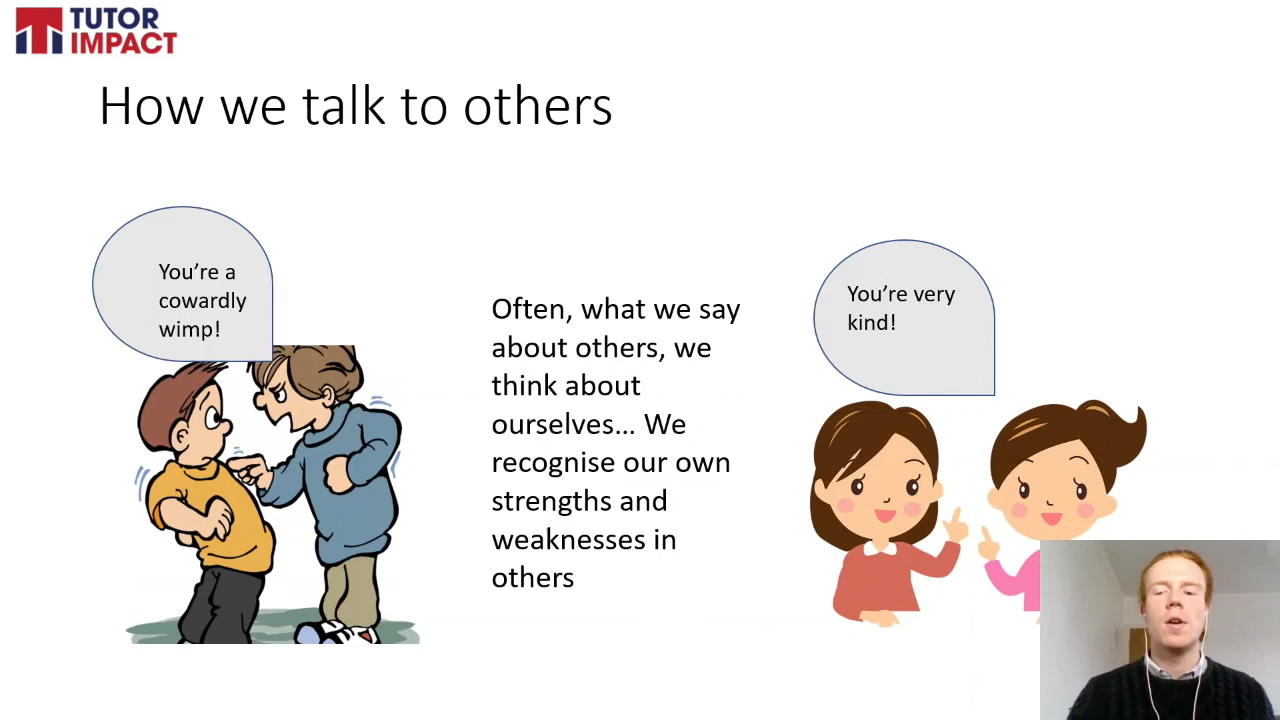 TUTOR
IMPACT
How we talk to others
You're a
cowardly
wimp!
Often, what we say
about others, we
think about
ourselves... We
recognise our own
strengths and
weaknesses in
others
You're very
kind!